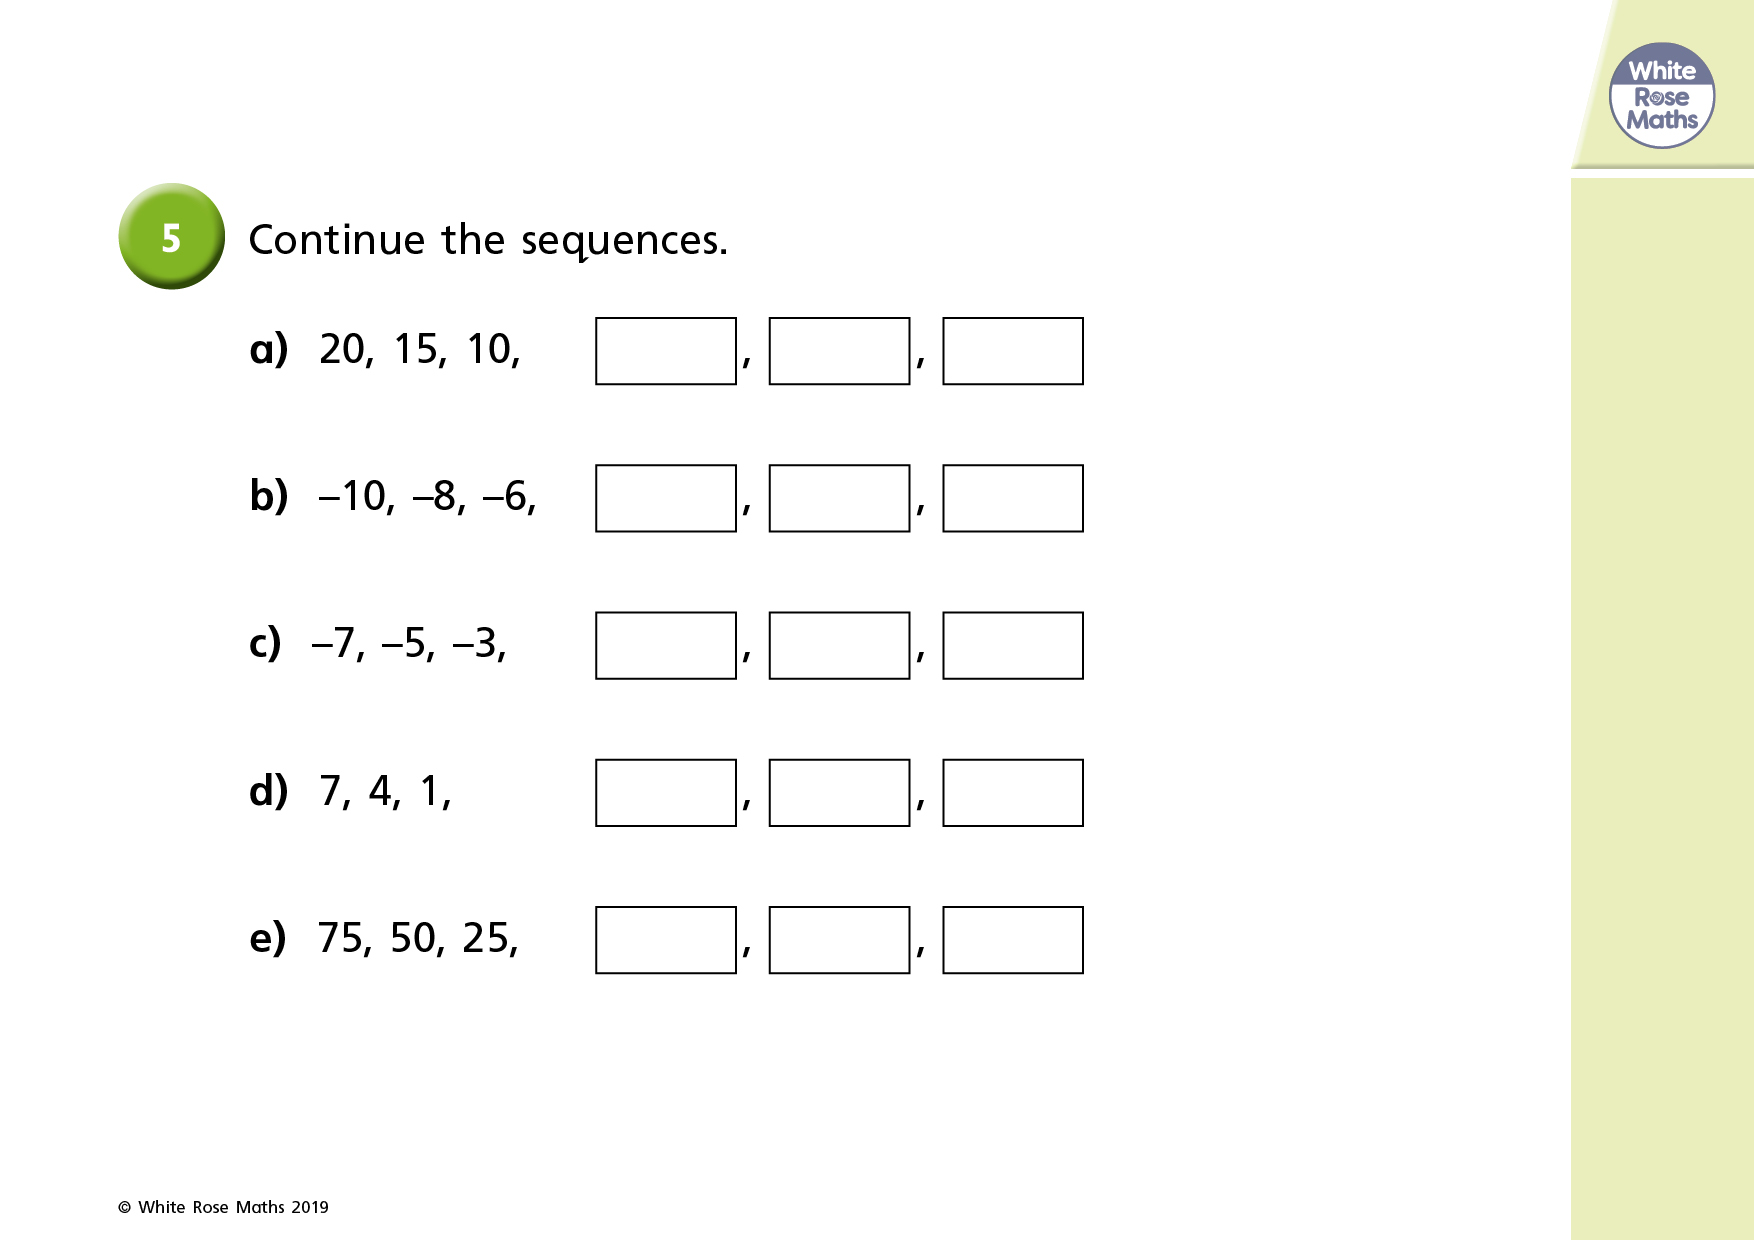 White
Rose
Maths
5 Continue the sequences.
a) 20, 15, 10, , ,
b) –10, –8, –6, , ,
c) –7, –5, –3, , ,
d) 7, 4, 1, , ,
e) 75, 50, 25, , ,
© White Rose Maths 2019